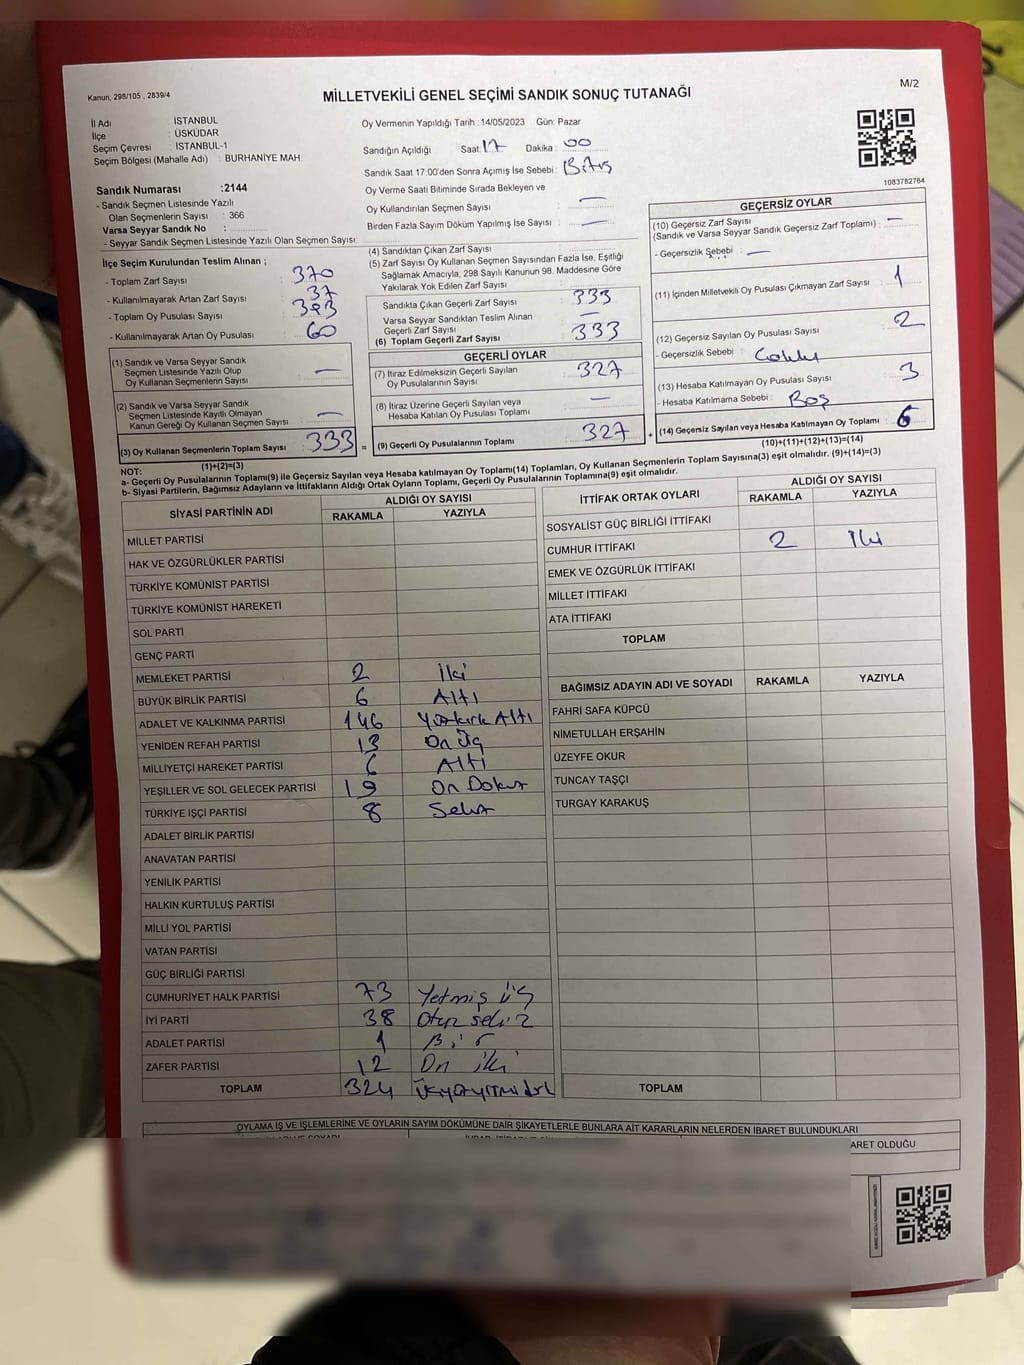 Kanun; 298/105 , 2839/4
MİLLETVEKİLİ GENEL SEÇİMİ SANDIK SONUÇ TUTANAĞI
M/2
İl Adı : İSTANBUL
İlçe : ÜSKÜDAR
Seçim Çevresi : İSTANBUL-1
Seçim Bölgesi (Mahalle Adı) : BURHANİYE MAH.
Oy Vermenin Yapıldığı Tarih :14/05/2023 Gün: Pazar
Sandığın Açıldığı Saat: 17 Dakika : 00
Sandık Saat 17.00'den Sonra Açımış İse Sebebi : Bitiş
1083782764
Sandık Numarası :2144
- Sandık Seçmen Listesinde Yazılı
Olan Seçmenlerin Sayısı : 366
Varsa Seyyar Sandık No :
- Seyyar Sandık Seçmen Listesinde Yazılı Olan Seçmen Sayısı:
Oy Verme Saati Bitiminde Sırada Bekleyen ve
Oy Kullandırılan Seçmen Sayısı : —
Birden Fazla Sayım Döküm Yapılmış İse Sayısı : —
İlçe Seçim Kurulundan Teslim Alınan ;
- Toplam Zarf Sayısı : 370
- Kullanılmayarak Artan Zarf Sayısı : 37
- Toplam Oy Pusulası Sayısı : 393
- Kullanılmayarak Artan Oy Pusulası : 60
(1) Sandık ve Varsa Seyyar Sandık
Seçmen Listesinde Yazılı Olup
Oy Kullanan Seçmenlerin Sayısı : —
(2) Sandık ve Varsa Seyyar Sandık
Seçmen Listesinde Kayıtlı Olmayan
Kanun Gereği Oy Kullanan Seçmen Sayısı : —
(3) Oy Kullanan Seçmenlerin Toplam Sayısı : 333 =
(1)+(2)=(3)
(4) Sandıktan Çıkan Zarf Sayısı :
(5) Zarf Sayısı Oy Kullanan Seçmen Sayısından Fazla İse, Eşitliği
Sağlamak Amacıyla, 298 Sayılı Kanunun 98. Maddesine Göre
Yakılarak Yok Edilen Zarf Sayısı :
Sandıkta Çıkan Geçerli Zarf Sayısı : 333
Varsa Seyyar Sandıktan Teslim Alınan
Geçerli Zarf Sayısı : —
(6) Toplam Geçerli Zarf Sayısı : 333
GEÇERLİ OYLAR
(7) İtiraz Edilmeksizin Geçerli Sayılan
Oy Pusulalarının Sayısı : 327
(8) İtiraz Üzerine Geçerli Sayılan veya
Hesaba Katılan Oy Pusulası Toplamı : —
(9) Geçerli Oy Pusulalarının Toplamı : 327 +
GEÇERSİZ OYLAR
(10) Geçersiz Zarf Sayısı
(Sandık ve Varsa Seyyar Sandık Geçersiz Zarf Toplamı) : —
- Geçersizlik Sebebi : —
(11) İçinden Milletvekili Oy Pusulası Çıkmayan Zarf Sayısı : 1
(12) Geçersiz Sayılan Oy Pusulası Sayısı : 2
- Geçersizlik Sebebi :
(13) Hesaba Katılmayan Oy Pusulası Sayısı : 3
- Hesaba Katılmama Sebebi : Boş
(14) Geçersiz Sayılan veya Hesaba Katılmayan Oy Toplamı : 6
(10)+(11)+(12)+(13)=(14)
NOT:
a- Geçerli Oy Pusulalarının Toplamı(9) ile Geçersiz Sayılan veya Hesaba katılmayan Oy Toplamı(14) Toplamları, Oy Kullanan Seçmenlerin Toplam Sayısına(3) eşit olmalıdır. (9)+(14)=(3)
b- Siyasi Partilerin, Bağımsız Adayların ve İttifakların Aldığı Ortak Oyların Toplamı, Geçerli Oy Pusulalarının Toplamına(9) eşit olmalıdır.
SİYASİ PARTİNİN ADI ALDIĞI OY SAYISI
RAKAMLA YAZIYLA
MİLLET PARTİSİ
HAK VE ÖZGÜRLÜKLER PARTİSİ
TÜRKİYE KOMÜNİST PARTİSİ
TÜRKİYE KOMÜNİST HAREKETİ
SOL PARTİ
GENÇ PARTİ
MEMLEKET PARTİSİ 2 İki
BÜYÜK BİRLİK PARTİSİ 6 Altı
ADALET VE KALKINMA PARTİSİ 146 Yüzkırk Altı
YENİDEN REFAH PARTİSİ 13 On Üç
MİLLİYETÇİ HAREKET PARTİSİ 6 Altı
YEŞİLLER VE SOL GELECEK PARTİSİ 19 On Dokuz
TÜRKİYE İŞÇİ PARTİSİ 8 Sekiz
ADALET BİRLİK PARTİSİ
ANAVATAN PARTİSİ
YENİLİK PARTİSİ
HALKIN KURTULUŞ PARTİSİ
MİLLİ YOL PARTİSİ
VATAN PARTİSİ
GÜÇ BİRLİĞİ PARTİSİ
CUMHURİYET HALK PARTİSİ 73 Yetmiş üç
İYİ PARTİ 38 Otuz sekiz
ADALET PARTİSİ 1 Bir
ZAFER PARTİSİ 12 On iki
TOPLAM 324
İTTİFAK ORTAK OYLARI ALDIĞI OY SAYISI
RAKAMLA YAZIYLA
SOSYALİST GÜÇ BİRLİĞİ İTTİFAKI
CUMHUR İTTİFAKI 2 İki
EMEK VE ÖZGÜRLÜK İTTİFAKI
MİLLET İTTİFAKI
ATA İTTİFAKI
TOPLAM
BAĞIMSIZ ADAYIN ADI VE SOYADI RAKAMLA YAZIYLA
FAHRİ SAFA KÜPCÜ
NİMETULLAH ERŞAHİN
ÜZEYFE OKUR
TUNCAY TAŞÇI
TURGAY KARAKUŞ
TOPLAM
OYLAMA İŞ VE İŞLEMLERİNE VE OYLARIN SAYIM DÖKÜMÜNE DAİR ŞİKAYETLERLE BUNLARA AİT KARARLARIN NELERDEN İBARET BULUNDUKLARI
ARET OLDUĞU